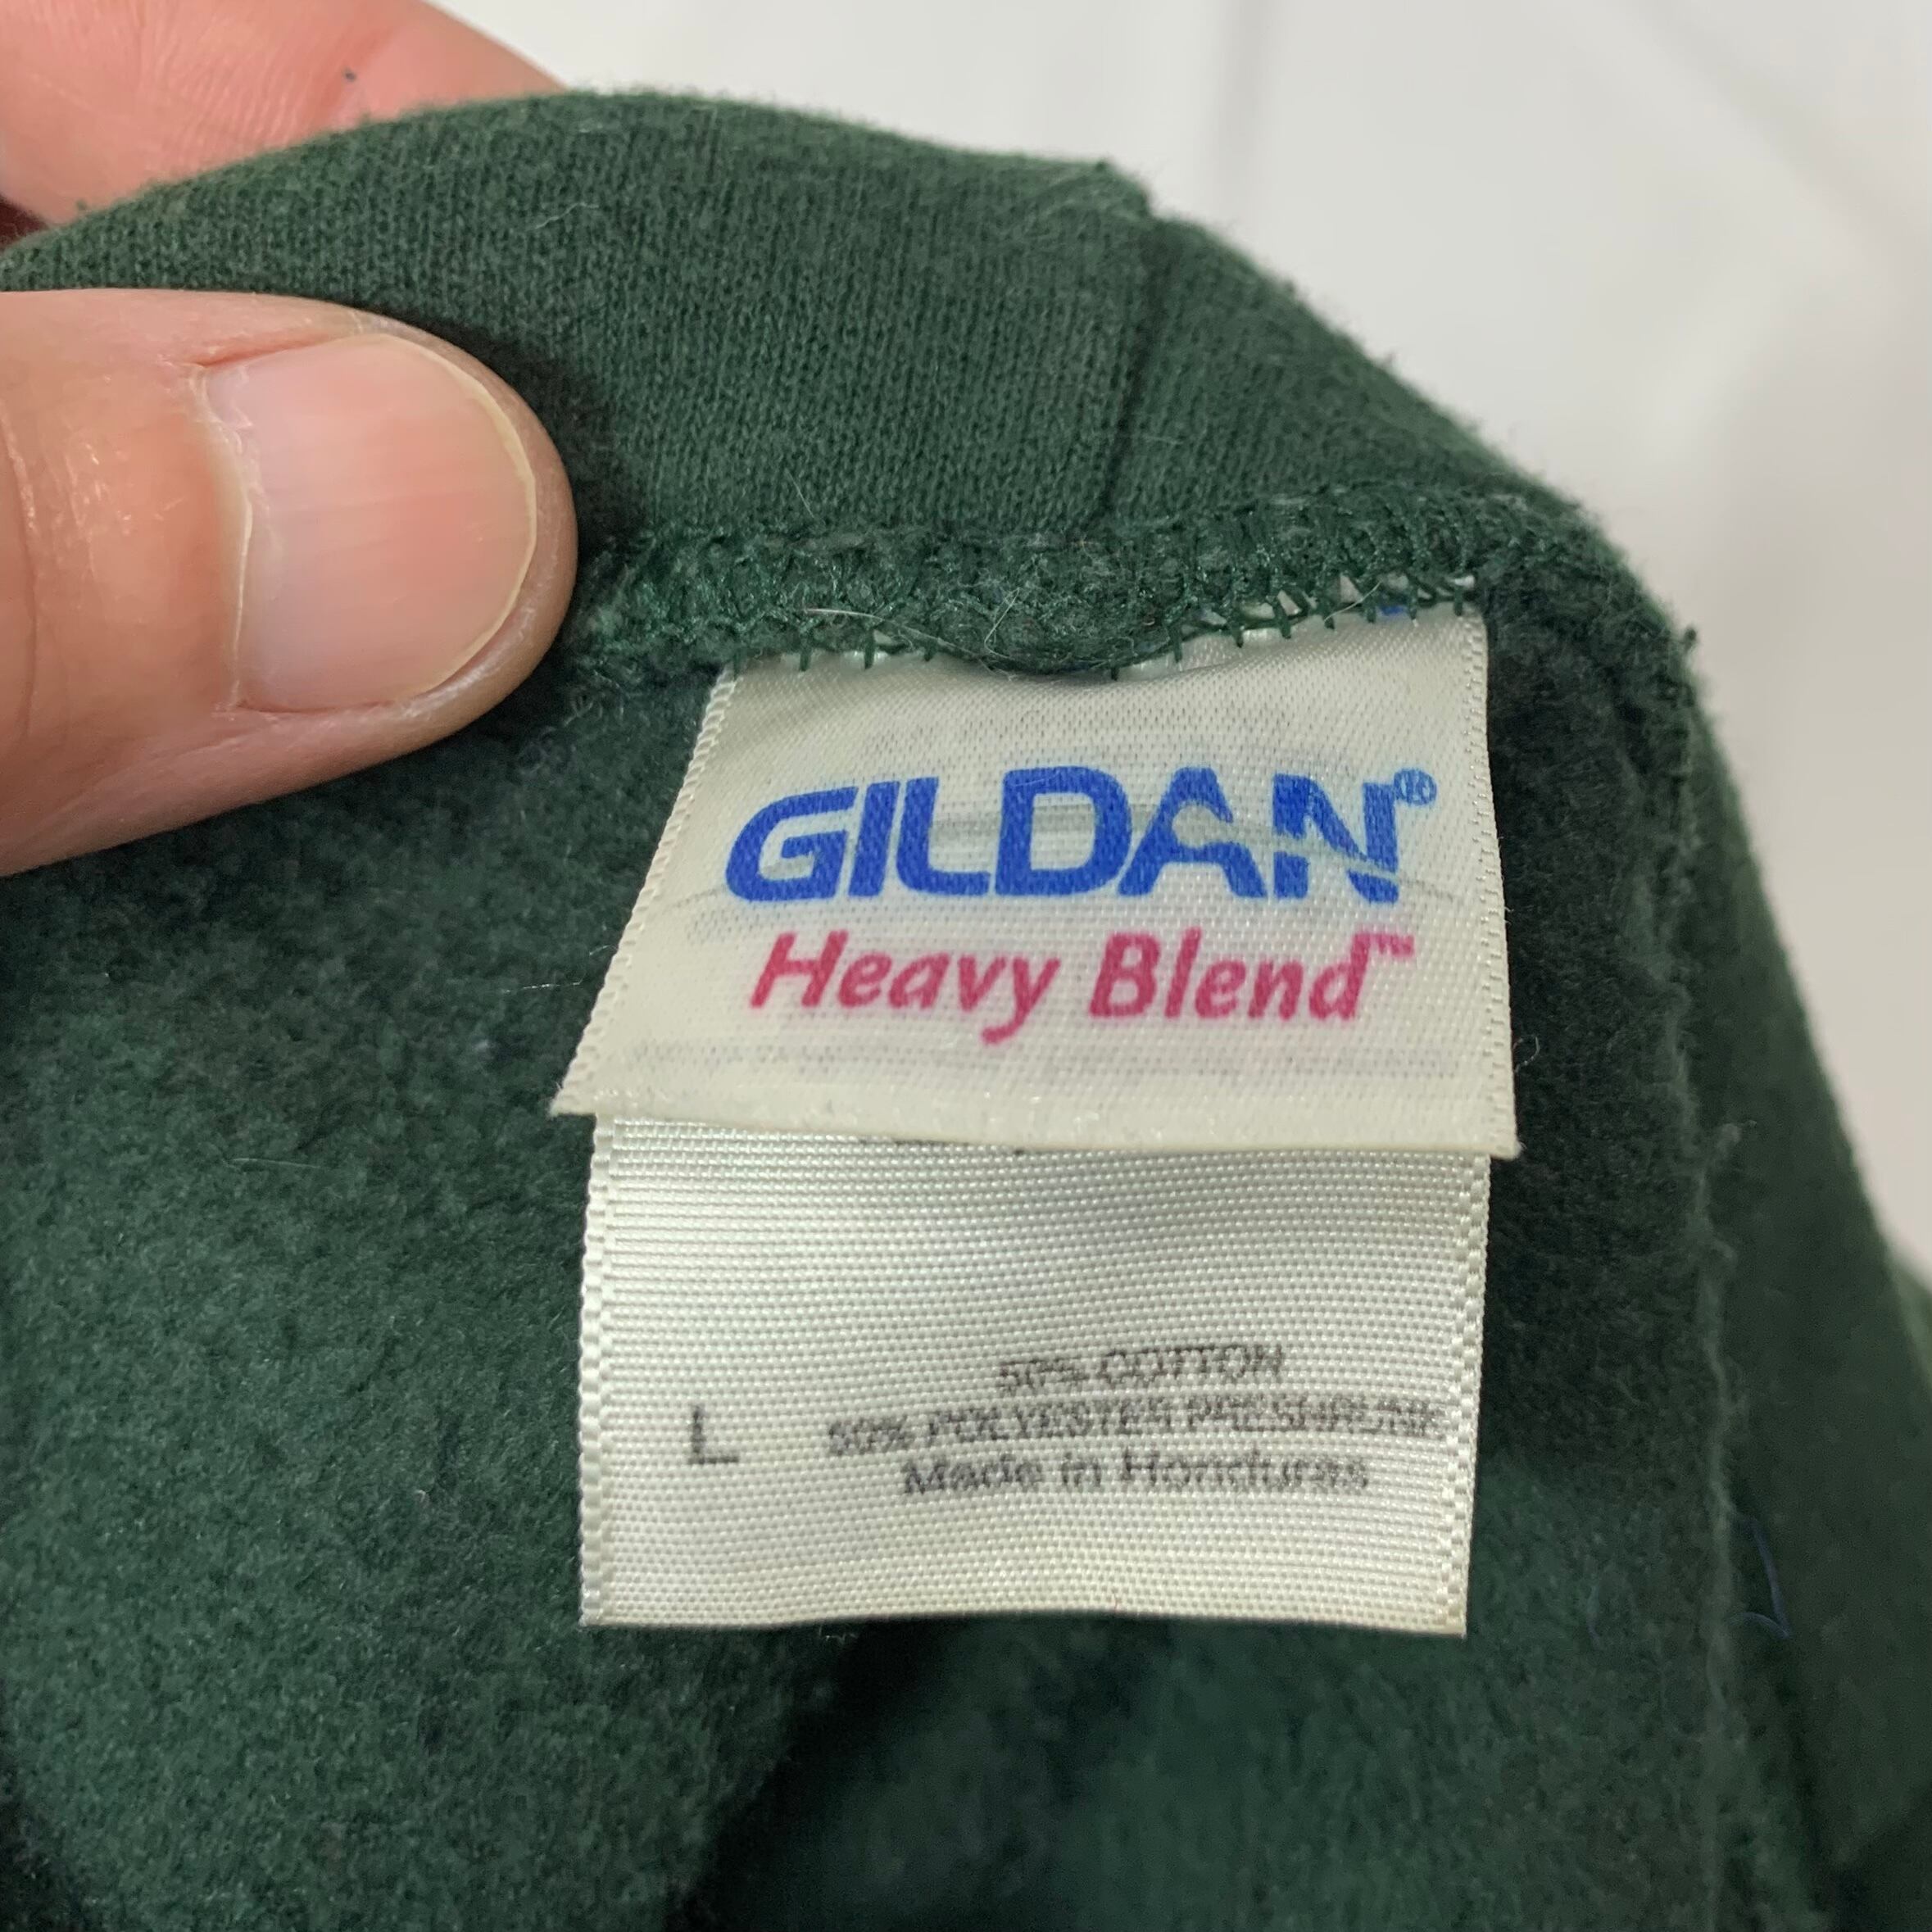 GILDAN®
Heavy Blend™
50% COTTON
L 50% POLYESTER PRESHRUNK
Made in Honduras